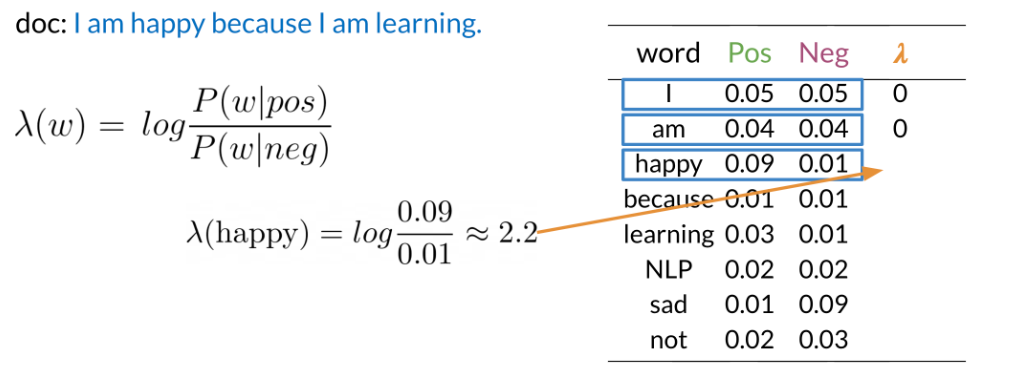 doc: I am happy because I am learning.
λ(w) = log P(w|pos) / P(w|neg)
λ(happy) = log 0.09 / 0.01 ≈ 2.2
word Pos Neg λ
I 0.05 0.05 0
am 0.04 0.04 0
happy 0.09 0.01
because 0.01 0.01
learning 0.03 0.01
NLP 0.02 0.02
sad 0.01 0.09
not 0.02 0.03